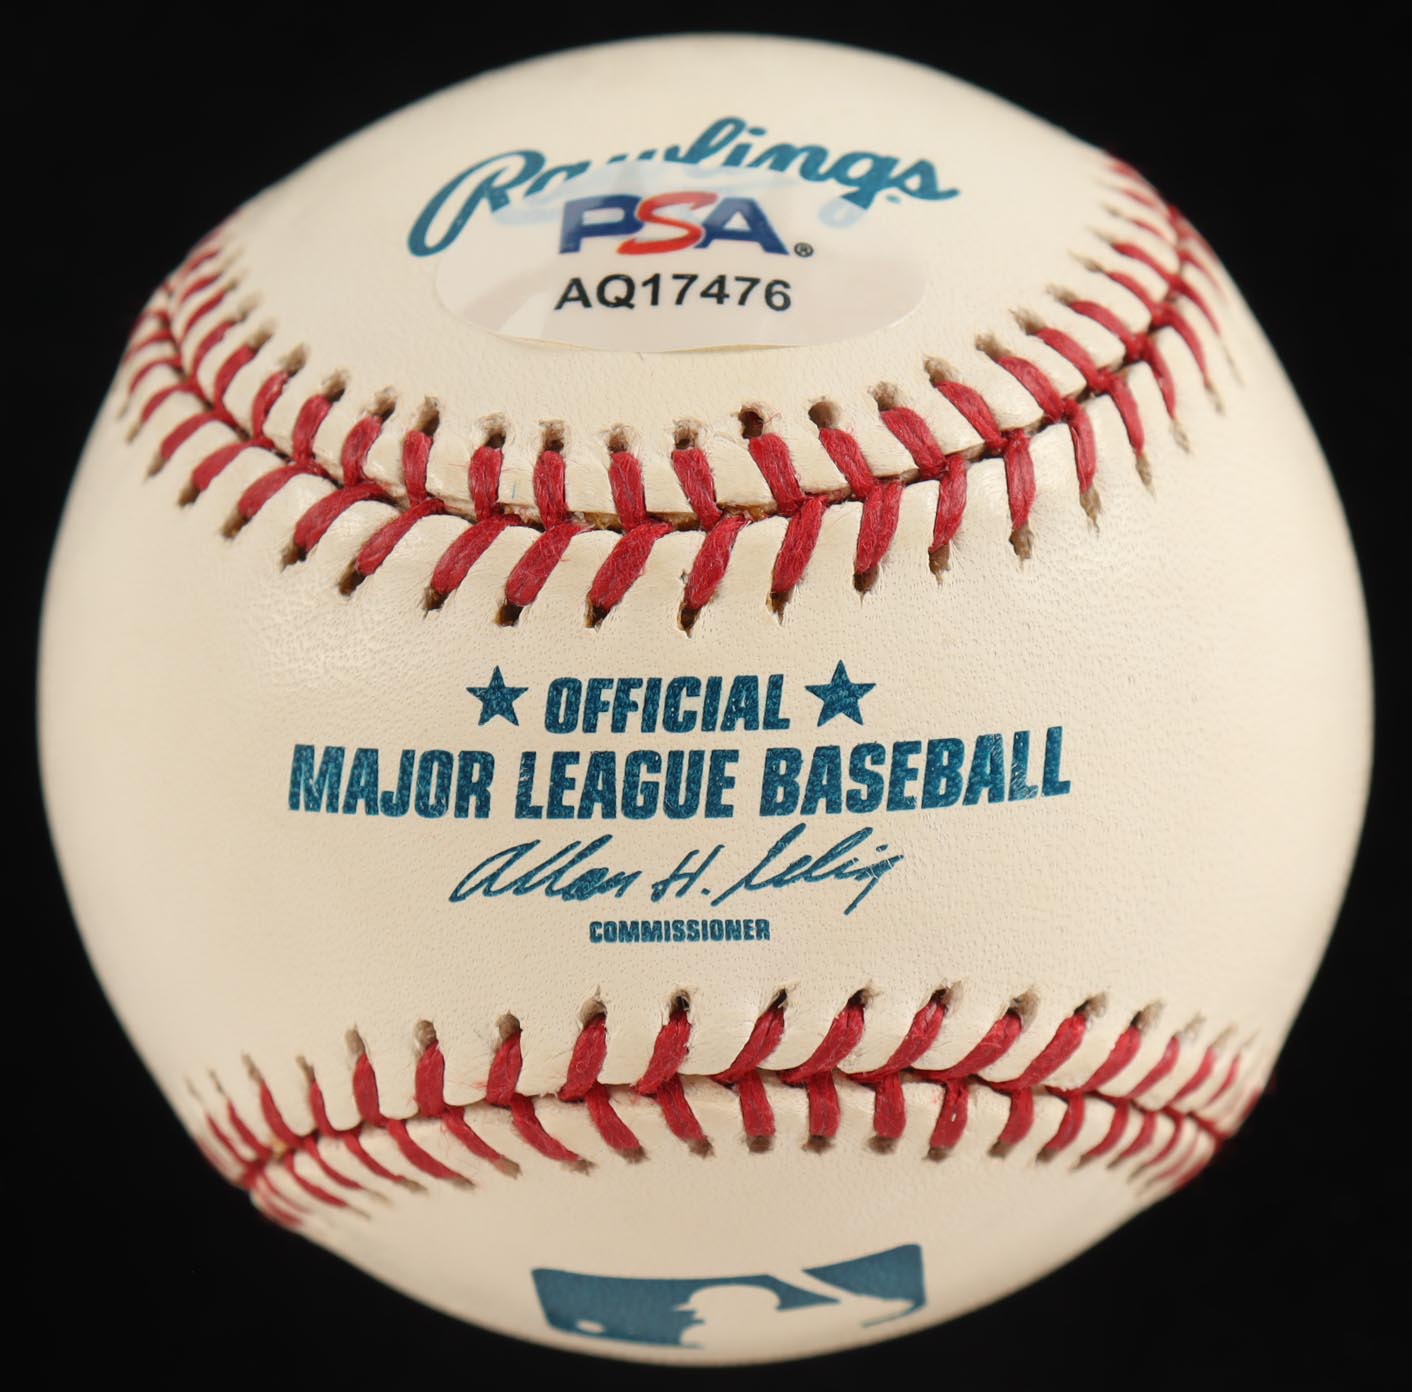 Rawlings
PSA®
AQ17476
★ OFFICIAL ★
MAJOR LEAGUE BASEBALL
Allan H. Selig
COMMISSIONER